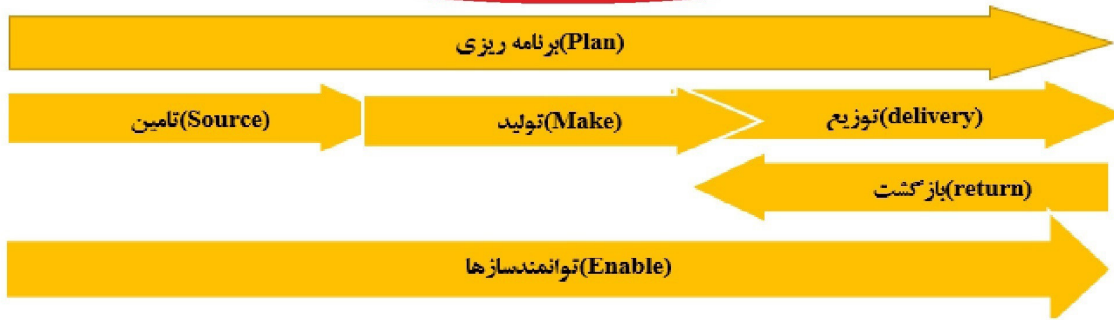 برنامه ریزی(Plan)
تامین(Source)
تولید(Make)
توزیع(delivery)
بازگشت(return)
توانمندسازها(Enable)